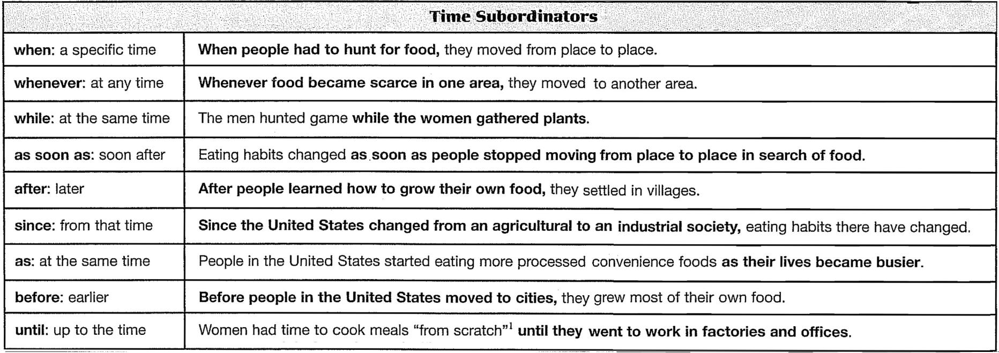 Time Subordinators
when: a specific time When people had to hunt for food, they moved from place to place.
whenever: at any time Whenever food became scarce in one area, they moved to another area.
while: at the same time The men hunted game while the women gathered plants.
as soon as: soon after Eating habits changed as soon as people stopped moving from place to place in search of food.
after: later After people learned how to grow their own food, they settled in villages.
since: from that time Since the United States changed from an agricultural to an industrial society, eating habits there have changed.
as: at the same time People in the United States started eating more processed convenience foods as their lives became busier.
before: earlier Before people in the United States moved to cities, they grew most of their own food.
until: up to the time Women had time to cook meals “from scratch”¹ until they went to work in factories and offices.